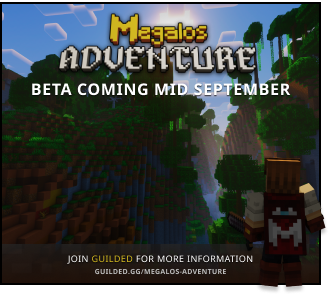 Megalos
ADVENTURE
BETA COMING MID SEPTEMBER
JOIN GUILDED FOR MORE INFORMATION
GUILDED.GG/MEGALOS-ADVENTURE